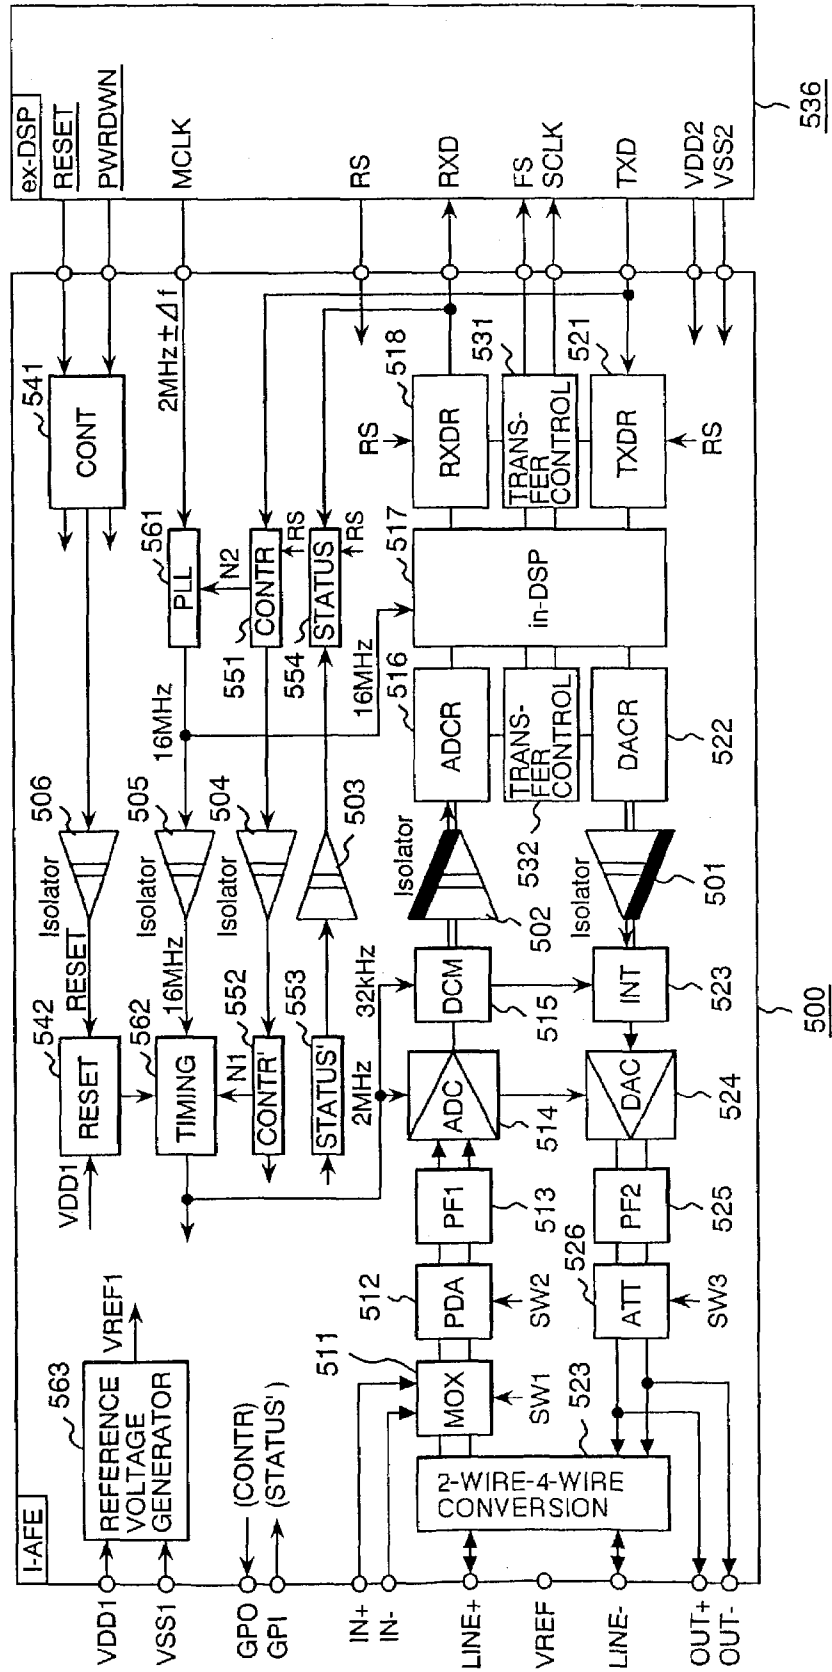 I-AFE
ex-DSP
VDD1
VSS1
GPO
GPI
IN+
IN-
LINE+
VREF
LINE-
OUT+
OUT-
REFERENCE
VOLTAGE
GENERATOR
563
VREF1
(CONTR)
(STATUS')
2-WIRE-4-WIRE
CONVERSION
523
MOX
511
SW1
PDA
512
SW2
PF1
513
ADC
514
DCM
515
Isolator
502
ADCR
516
in-DSP
517
RXDR
518
RS
ATT
526
SW3
PF2
525
DAC
524
INT
523
Isolator
501
DACR
522
TXDR
521
RS
TRANS-
FER
CONTROL
532
TRANS-
FER
CONTROL
531
VDD1
RESET
542
RESET
Isolator
506
CONT
541
TIMING
562
16MHz
Isolator
505
16MHz
PLL
561
2MHz±Δf
N1
CONTR'
552
Isolator
504
CONTR
551
N2
RS
STATUS'
553
503
STATUS
554
RS
2MHz
32kHz
16MHz
RESET
PWRDWN
MCLK
RS
RXD
FS
SCLK
TXD
VDD2
VSS2
536
500